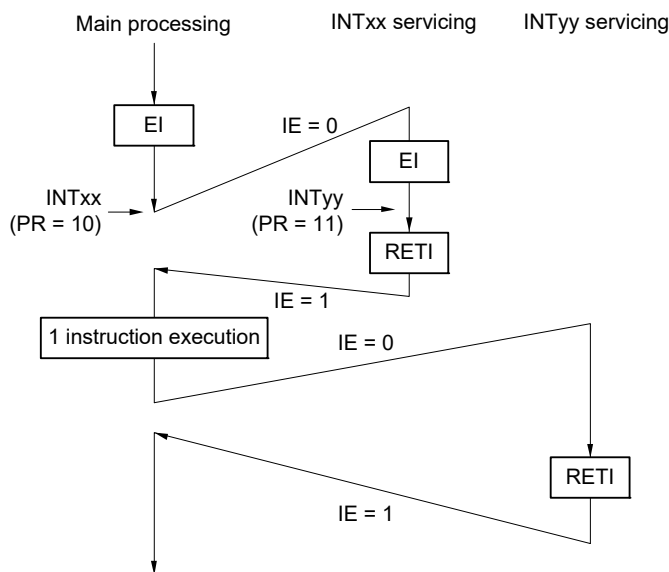 Main processing
INTxx servicing
INTyy servicing
EI
IE = 0
EI
INTxx
(PR = 10)
INTyy
(PR = 11)
RETI
IE = 1
1 instruction execution
IE = 0
RETI
IE = 1